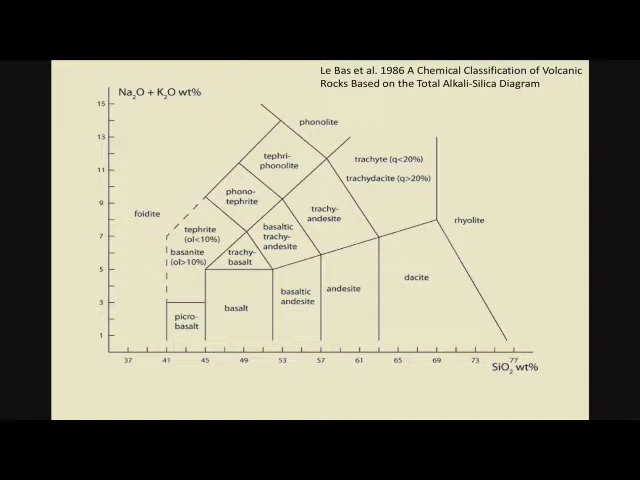 Le Bas et al. 1986 A Chemical Classification of Volcanic
Rocks Based on the Total Alkali-Silica Diagram
Na2O + K2O wt%
15
13
11
9
7
5
3
1
phonolite
tephri-
phonolite
trachyte (q<20%)
trachydacite (q>20%)
phono-
tephrite
foidite
trachy-
andesite
rhyolite
tephrite
(ol<10%)
basaltic
trachy-
andesite
basanite
(ol>10%)
trachy-
basalt
dacite
basaltic
andesite
andesite
basalt
picro-
basalt
37 41 45 49 53 57 61 65 69 73 77
SiO2 wt%